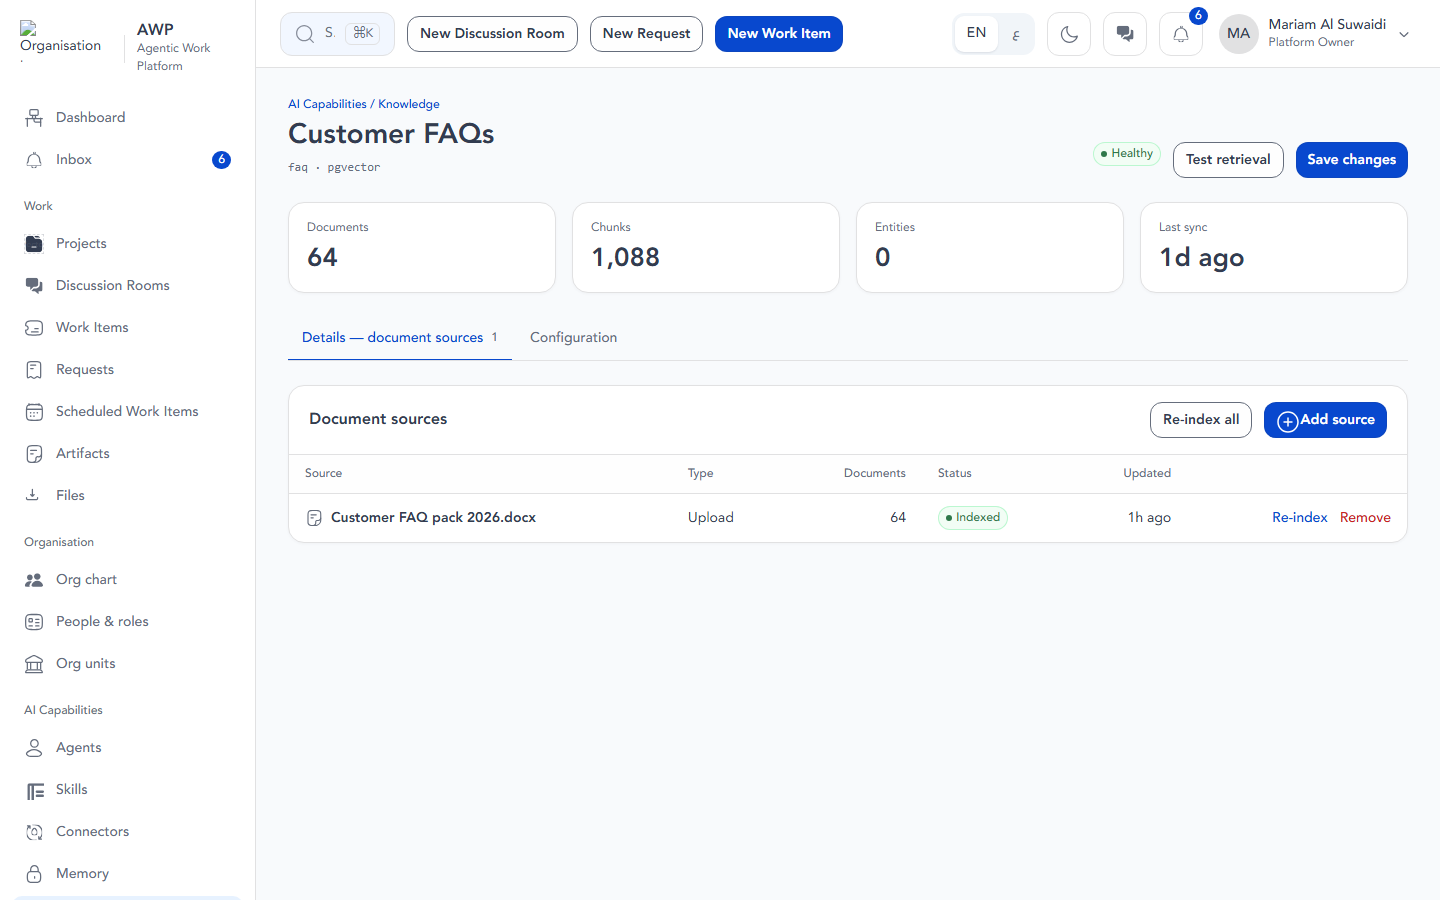 Organisation
.
AWP
Agentic Work
Platform
Dashboard
Inbox
6
Work
Projects
Discussion Rooms
Work Items
Requests
Scheduled Work Items
Artifacts
Files
Organisation
Org chart
People & roles
Org units
AI Capabilities
Agents
Skills
Connectors
Memory
S.
⌘K
New Discussion Room
New Request
New Work Item
EN
ع
6
MA
Mariam Al Suwaidi
Platform Owner
AI Capabilities / Knowledge
Customer FAQs
faq · pgvector
Healthy
Test retrieval
Save changes
Documents
64
Chunks
1,088
Entities
0
Last sync
1d ago
Details — document sources 1
Configuration
Document sources
Re-index all
Add source
Source Type Documents Status Updated
Customer FAQ pack 2026.docx Upload 64 Indexed 1h ago Re-index Remove